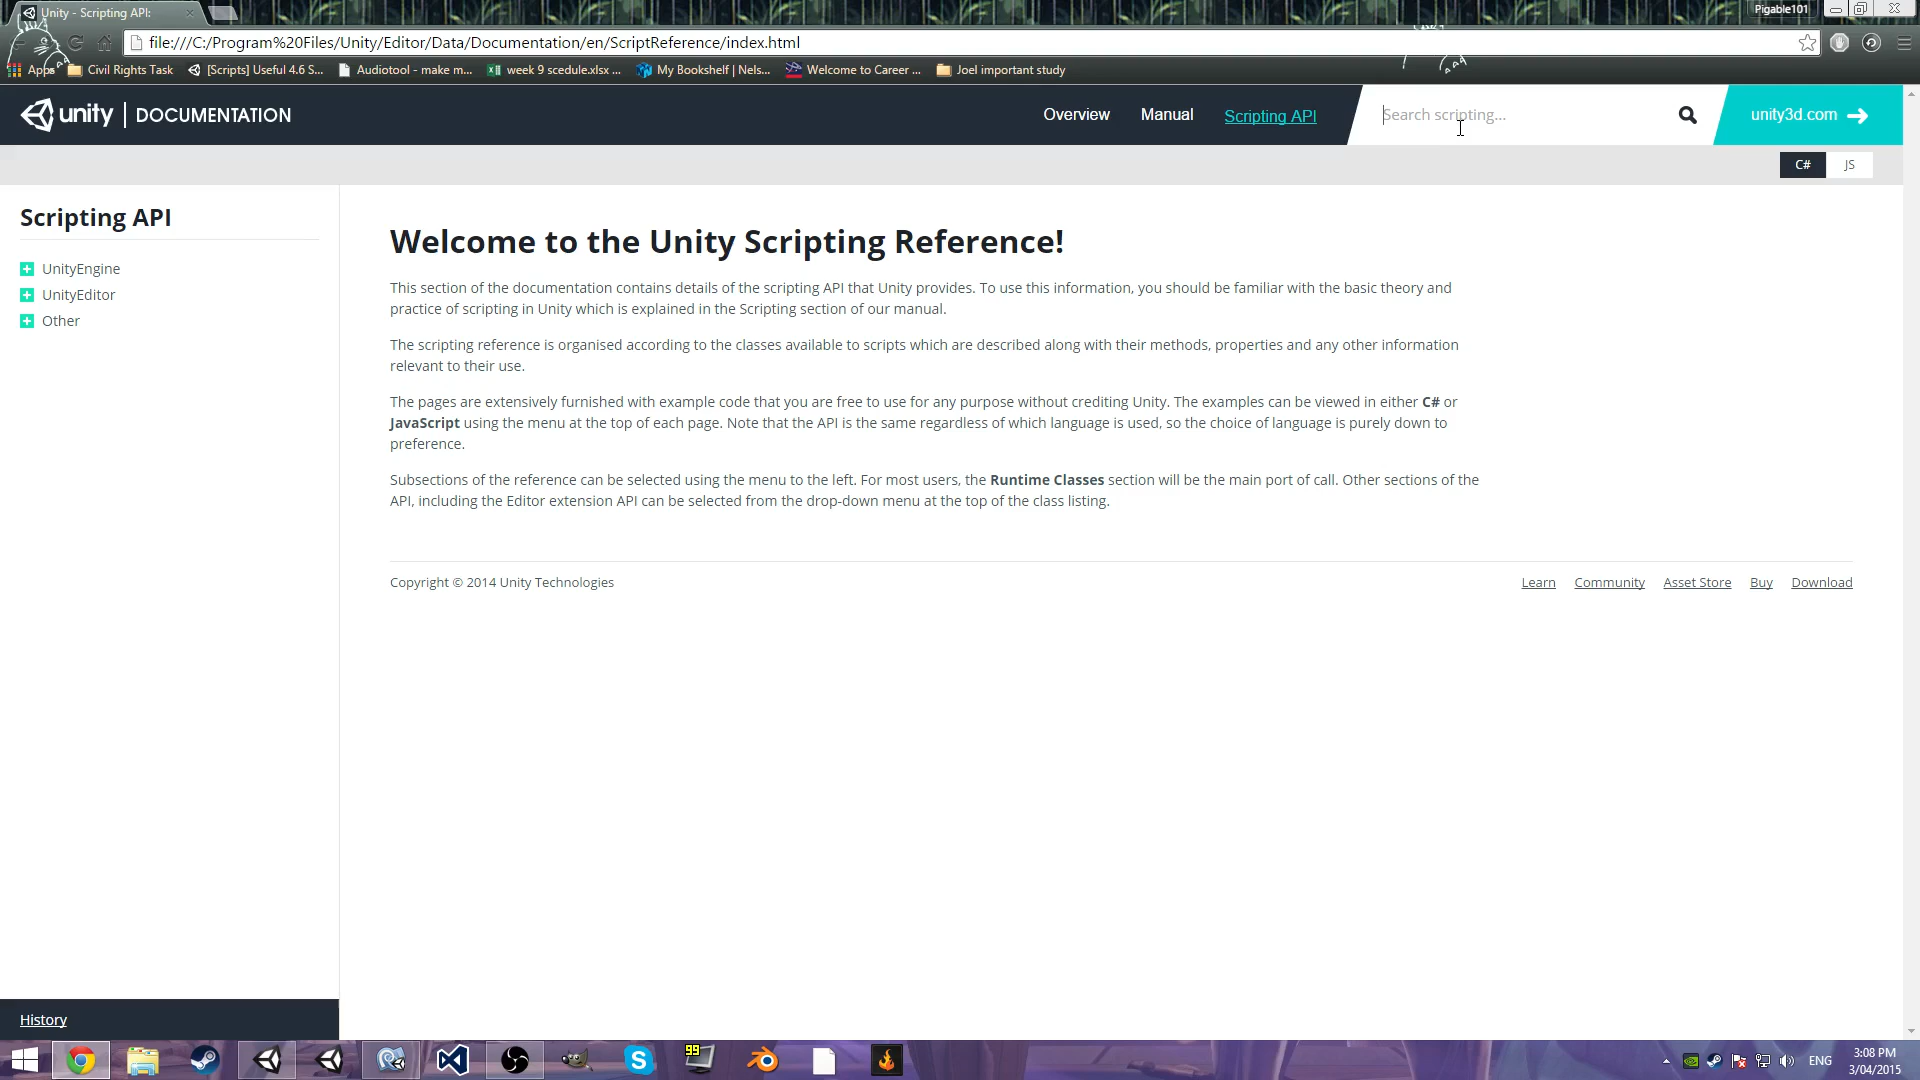 Unity - Scripting API:
Pigable101
file:///C:/Program%20Files/Unity/Editor/Data/Documentation/en/ScriptReference/index.html
Apps
Civil Rights Task
[Scripts] Useful 4.6 S...
Audiotool - make m...
week 9 scedule.xlsx ...
My Bookshelf | Nels...
Welcome to Career ...
Joel important study
unity | DOCUMENTATION
Overview
Manual
Scripting API
Search scripting...
unity3d.com
C#
JS
Scripting API
UnityEngine
UnityEditor
Other
Welcome to the Unity Scripting Reference!
This section of the documentation contains details of the scripting API that Unity provides. To use this information, you should be familiar with the basic theory and
practice of scripting in Unity which is explained in the Scripting section of our manual.
The scripting reference is organised according to the classes available to scripts which are described along with their methods, properties and any other information
relevant to their use.
The pages are extensively furnished with example code that you are free to use for any purpose without crediting Unity. The examples can be viewed in either C# or
JavaScript using the menu at the top of each page. Note that the API is the same regardless of which language is used, so the choice of language is purely down to
preference.
Subsections of the reference can be selected using the menu to the left. For most users, the Runtime Classes section will be the main port of call. Other sections of the
API, including the Editor extension API can be selected from the drop-down menu at the top of the class listing.
Copyright © 2014 Unity Technologies
Learn
Community
Asset Store
Buy
Download
History
99
ENG
3:08 PM
3/04/2015